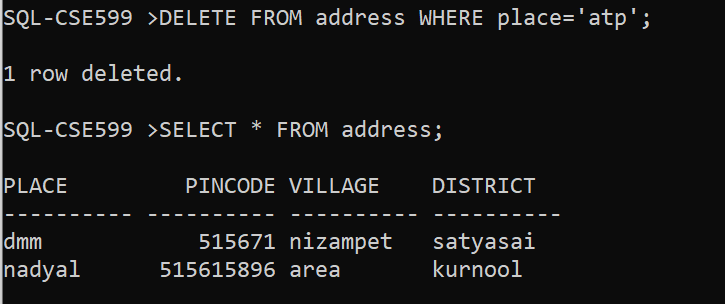 SQL-CSE599 >DELETE FROM address WHERE place='atp';
1 row deleted.
SQL-CSE599 >SELECT * FROM address;
PLACE         PINCODE VILLAGE    DISTRICT
---------- ---------- ---------- ----------
dmm            515671 nizampet   satyasai
nadyal      515615896 area       kurnool